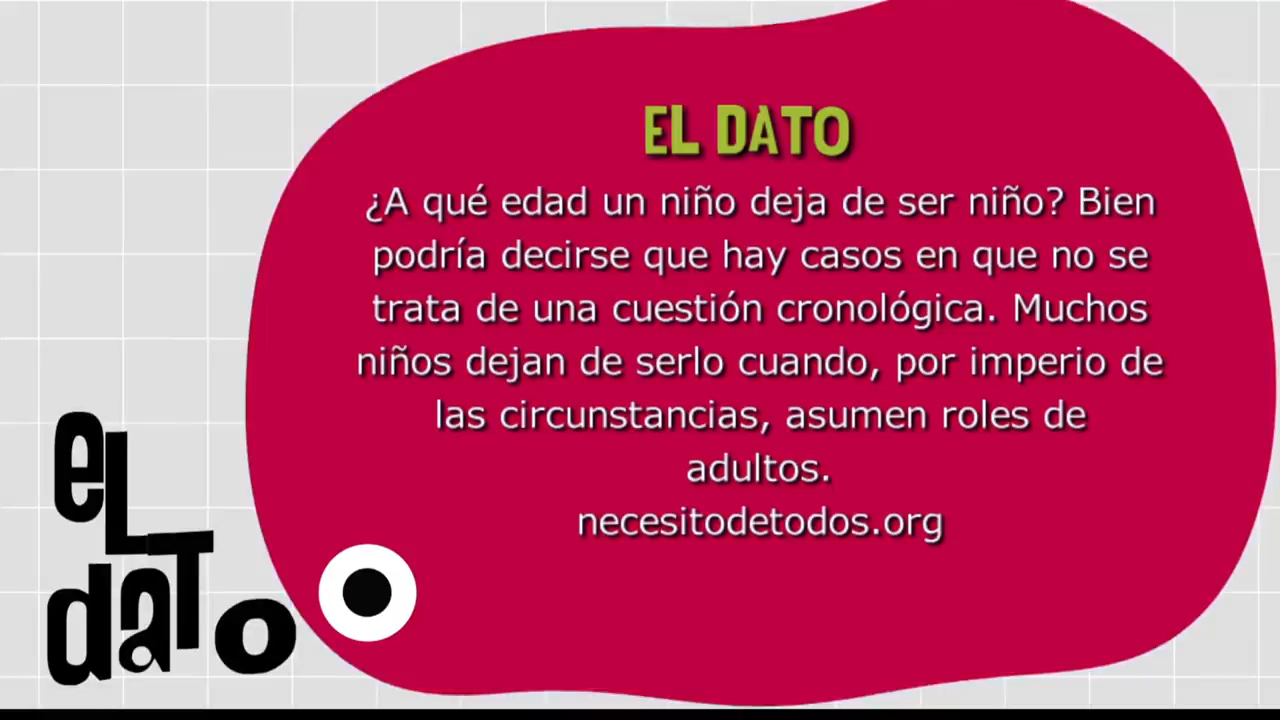 EL DATO
¿A qué edad un niño deja de ser niño? Bien
podría decirse que hay casos en que no se
trata de una cuestión cronológica. Muchos
niños dejan de serlo cuando, por imperio de
las circunstancias, asumen roles de
adultos.
necesitodetodos.org
eL
daTo